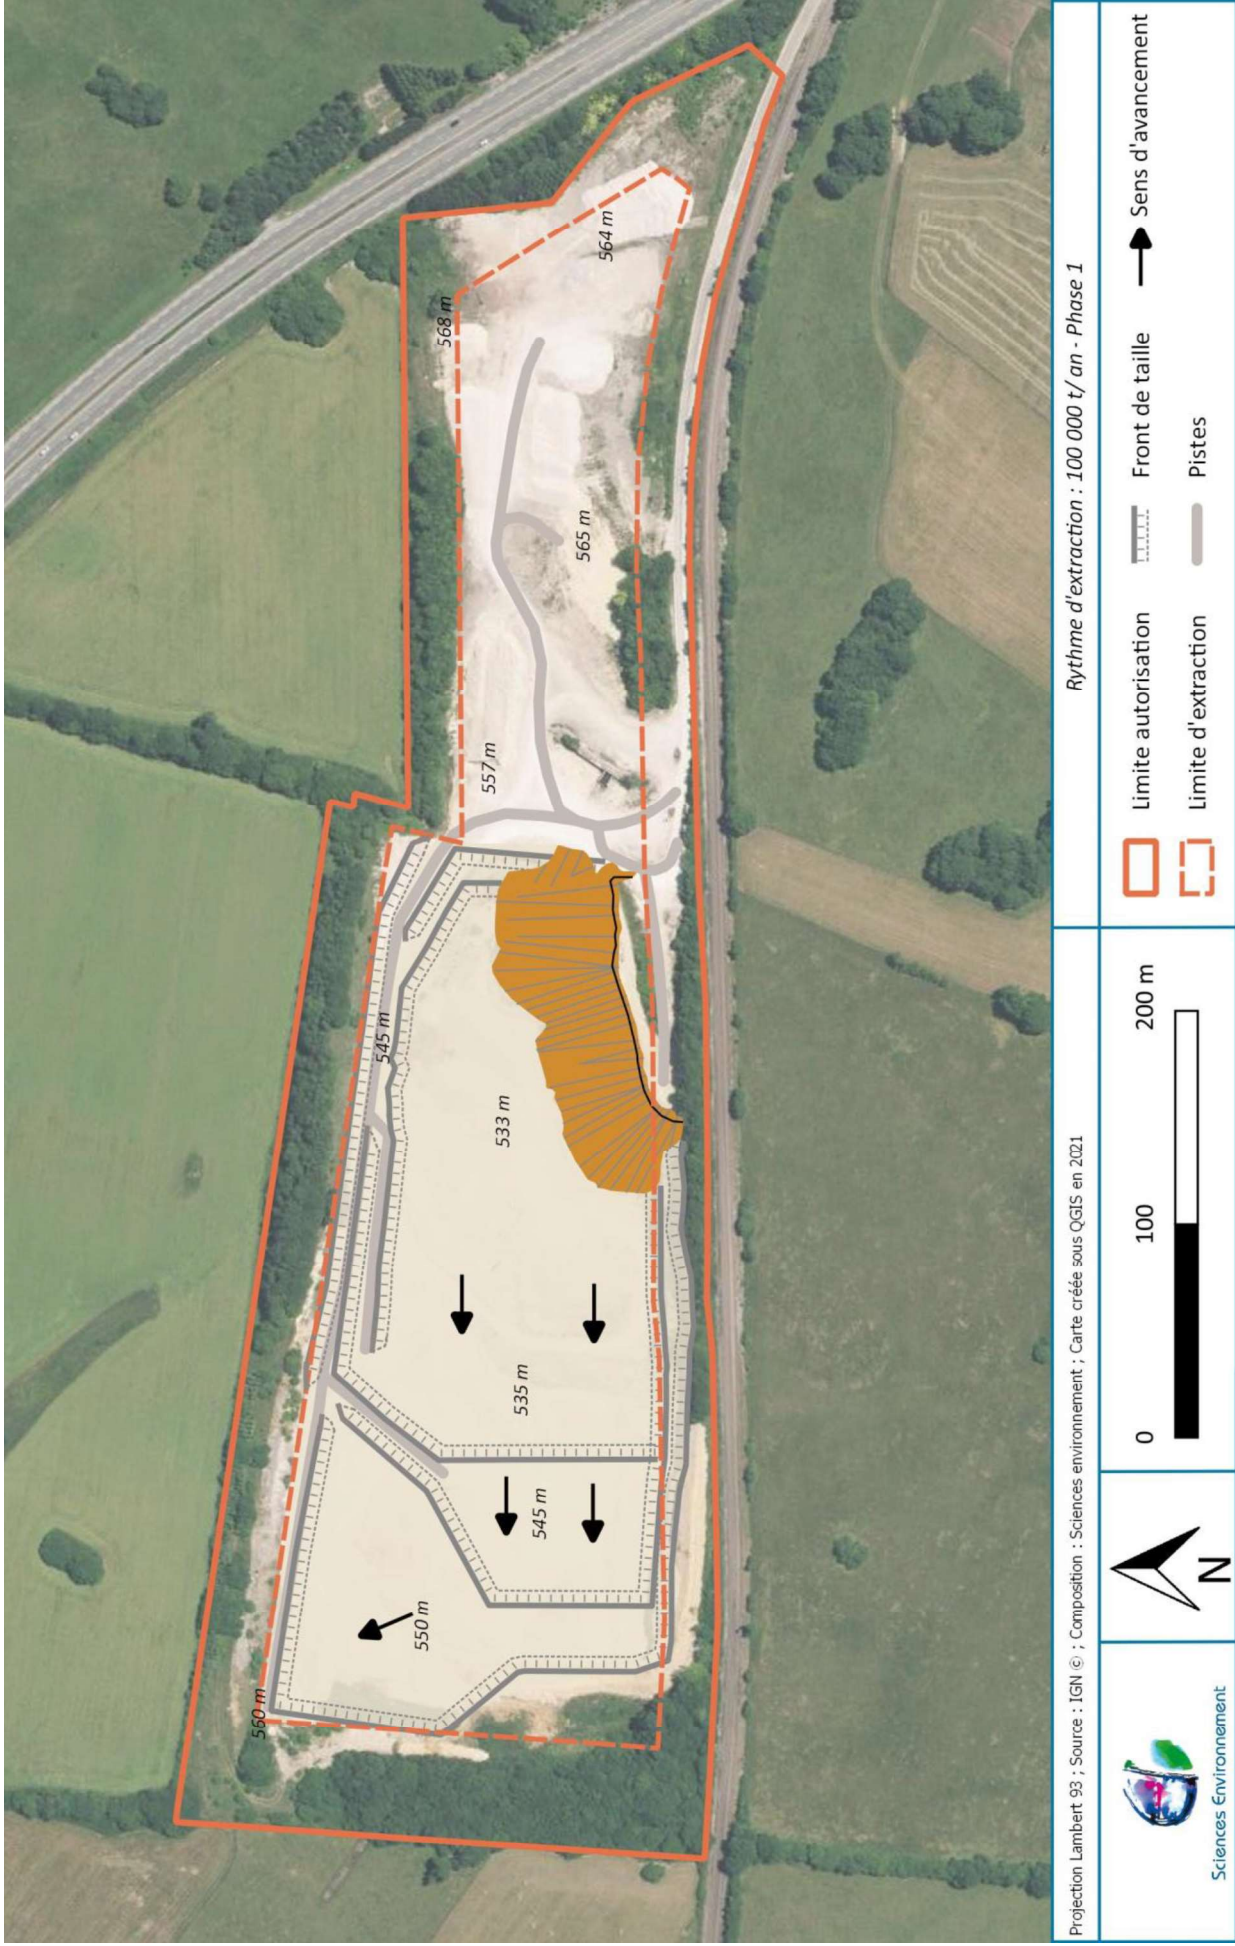 568 m
564 m
565 m
557 m
545 m
533 m
535 m
545 m
550 m
560 m
Projection Lambert 93 ; Source : IGN © ; Composition : Sciences environnement ; Carte créée sous QGIS en 2021
Rythme d'extraction : 100 000 t/ an - Phase 1
Sciences Environnement
N
0 100 200 m
Limite autorisation
Front de taille
Sens d'avancement
Limite d'extraction
Pistes